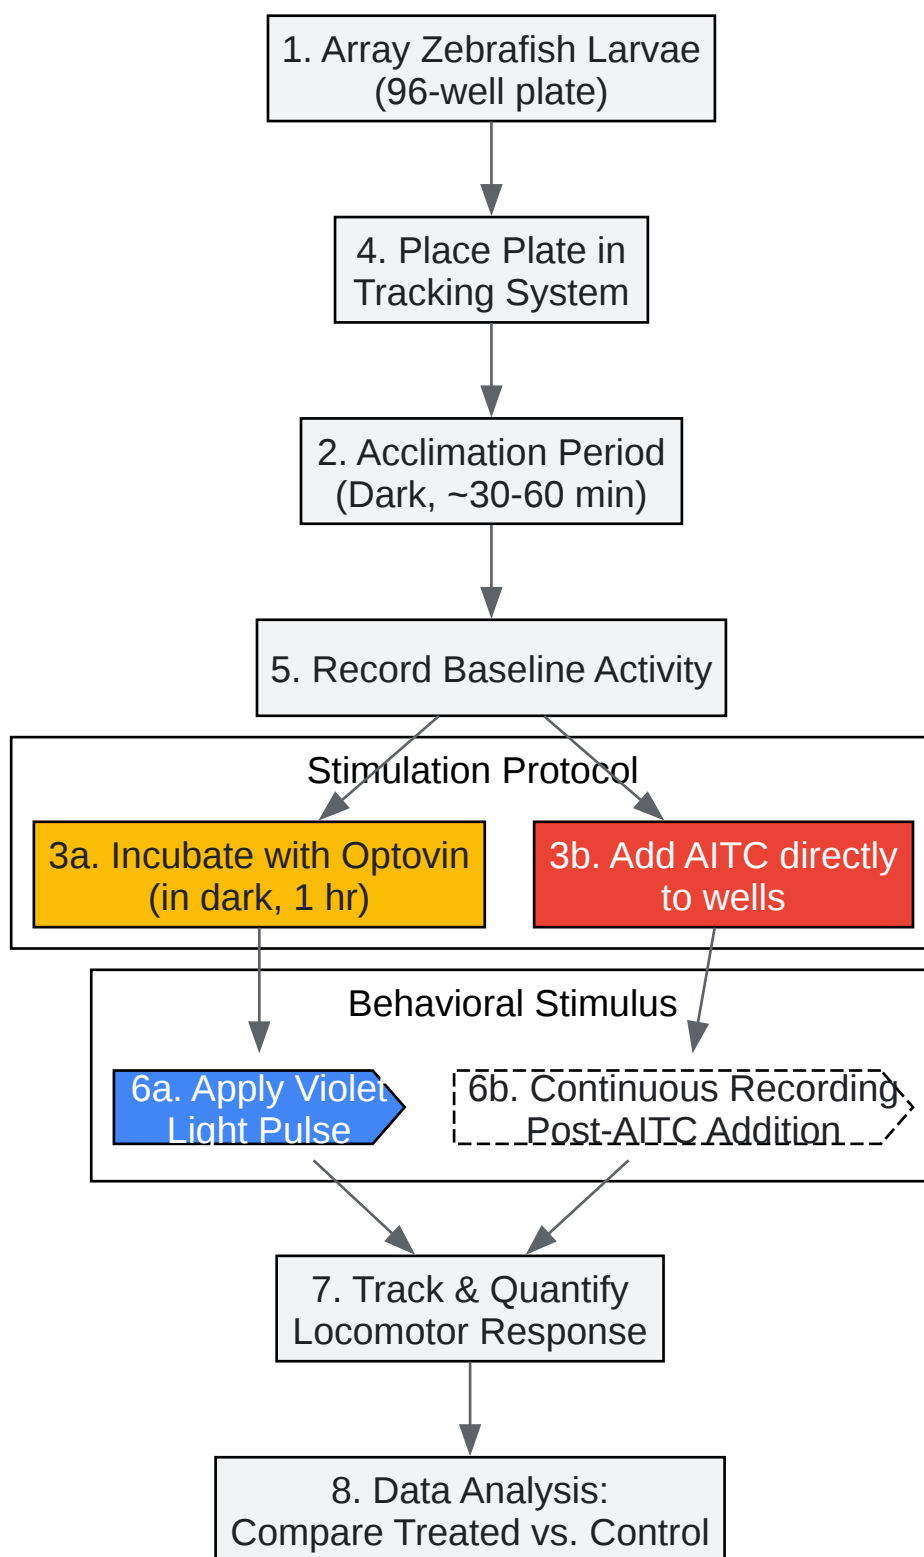 1. Array Zebrafish Larvae
(96-well plate)
4. Place Plate in
Tracking System
2. Acclimation Period
(Dark, ~30-60 min)
5. Record Baseline Activity
Stimulation Protocol
3a. Incubate with Optovin
(in dark, 1 hr)
3b. Add AITC directly
to wells
Behavioral Stimulus
6a. Apply Violet
Light Pulse
6b. Continuous Recording
Post-AITC Addition
7. Track & Quantify
Locomotor Response
8. Data Analysis:
Compare Treated vs. Control